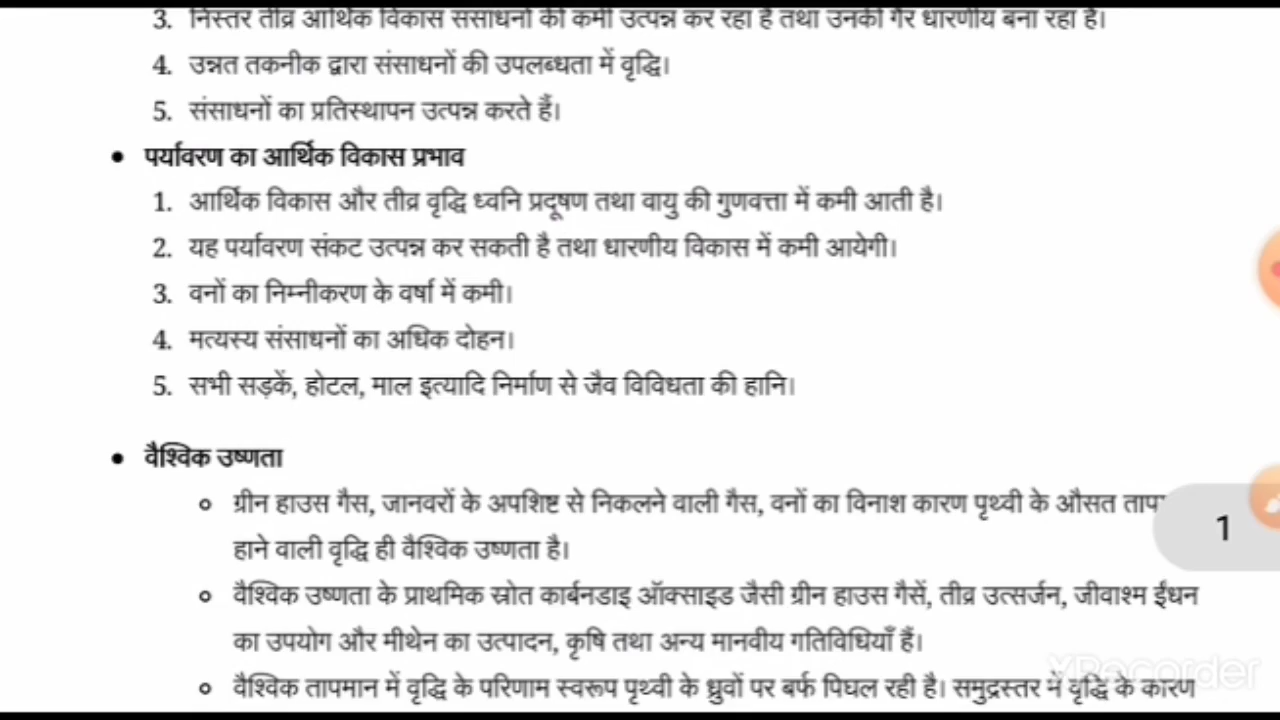 3. निस्तर तीव्र आर्थिक विकास संसाधनों की कमी उत्पन्न कर रहा है तथा उनकी गैर धारणीय बना रहा है।
4. उन्नत तकनीक द्वारा संसाधनों की उपलब्धता में वृद्धि।
5. संसाधनों का प्रतिस्थापन उत्पन्न करते हैं।
• पर्यावरण का आर्थिक विकास प्रभाव
1. आर्थिक विकास और तीव्र वृद्धि ध्वनि प्रदूषण तथा वायु की गुणवत्ता में कमी आती है।
2. यह पर्यावरण संकट उत्पन्न कर सकती है तथा धारणीय विकास में कमी आयेगी।
3. वनों का निम्नीकरण के वर्षा में कमी।
4. मत्यस्य संसाधनों का अधिक दोहन।
5. सभी सड़कें, होटल, माल इत्यादि निर्माण से जैव विविधता की हानि।
• वैश्विक उष्णता
ग्रीन हाउस गैस, जानवरों के अपशिष्ट से निकलने वाली गैस, वनों का विनाश कारण पृथ्वी के औसत
हाने वाली वृद्धि ही वैश्विक उष्णता है।
1
वैश्विक उष्णता के प्राथमिक स्रोत कार्बनडाइ ऑक्साइड जैसी ग्रीन हाउस गैसें, तीव्र उत्सर्जन, जीवाश्म ईंधन
का उपयोग और मीथेन का उत्पादन, कृषि तथा अन्य मानवीय गतिविधियाँ हैं।
वैश्विक तापमान में वृद्धि के परिणाम स्वरूप पृथ्वी के ध्रुवों पर बर्फ पिघल रही है। समुद्रस्तर में वृद्धि के कारण
XRecorder